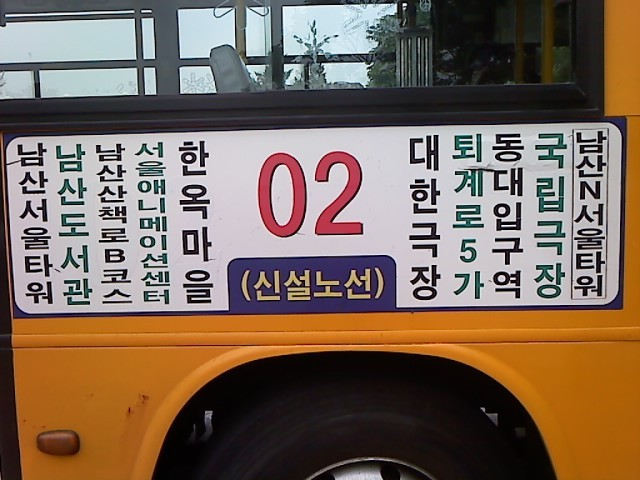 남산서울타워
남산도서관
남산산책로B코스
서울애니메이션센터
한옥마을
02
(신설노선)
대한극장
퇴계로5가
동대입구역
국립극장
남산N서울타워